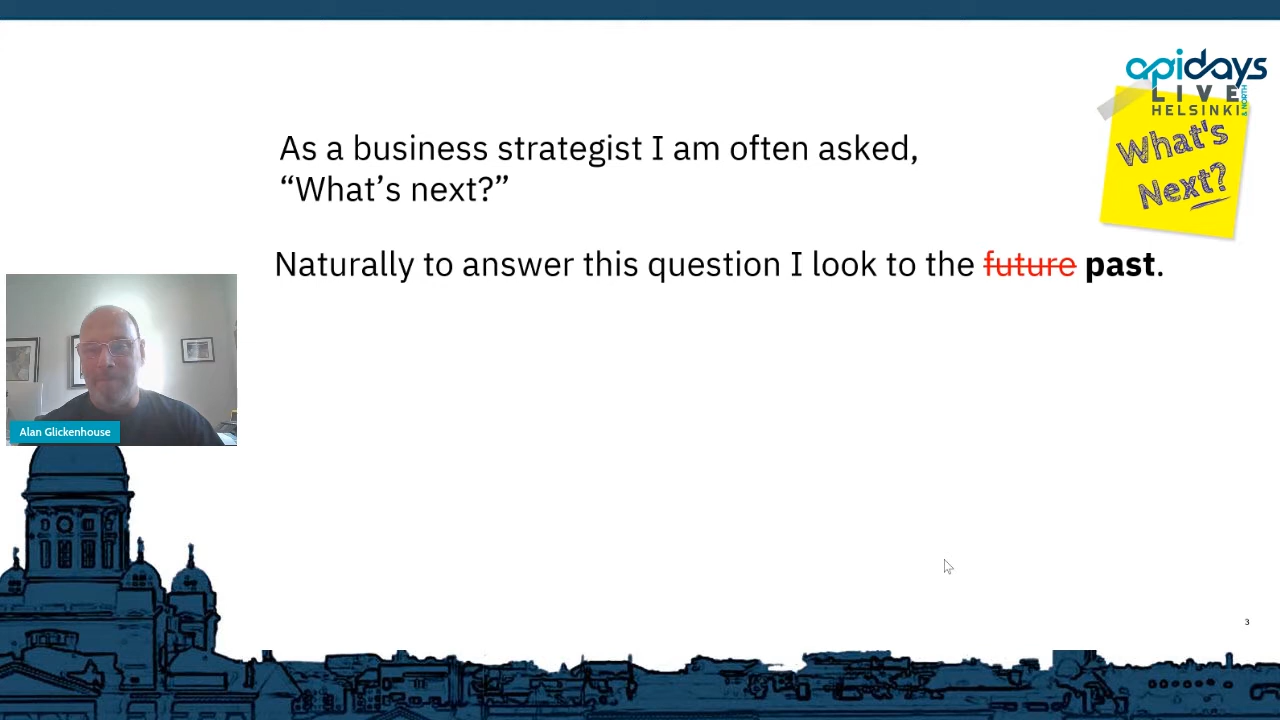 apidays
LIVE
HELSINKI
& NORTH
What's
Next?
As a business strategist I am often asked,
“What’s next?”
Naturally to answer this question I look to the future past.
Alan Glickenhouse
3